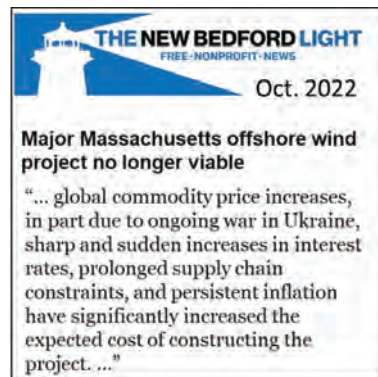 THE NEW BEDFORD LIGHT
FREE•NONPROFIT•NEWS
Oct. 2022
Major Massachusetts offshore wind
project no longer viable
“... global commodity price increases,
in part due to ongoing war in Ukraine,
sharp and sudden increases in interest
rates, prolonged supply chain
constraints, and persistent inflation
have significantly increased the
expected cost of constructing the
project. ...”